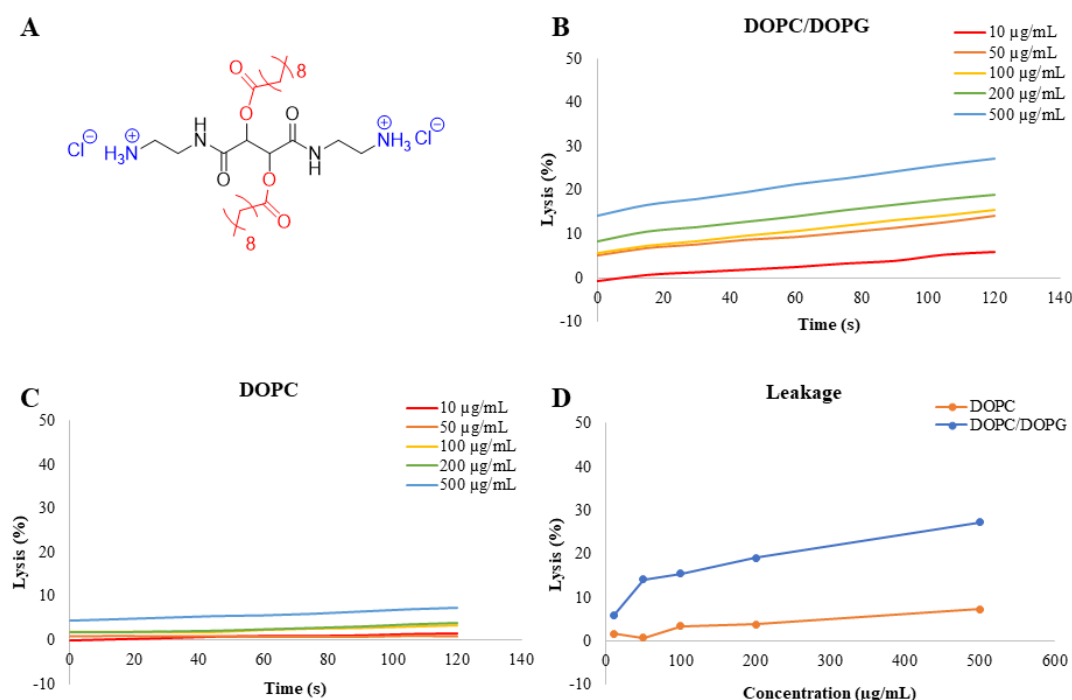 A
O
8
O
Cl⊖
H3N⊕
H
N
O
O
O
N
H
⊕
NH3 Cl⊖
O
8
B
DOPC/DOPG
10 µg/mL
50 µg/mL
100 µg/mL
200 µg/mL
500 µg/mL
50
40
30
20
10
0
-10
Lysis (%)
0 20 40 60 80 100 120 140
Time (s)
C
DOPC
10 µg/mL
50 µg/mL
100 µg/mL
200 µg/mL
500 µg/mL
50
40
30
20
10
0
-10
Lysis (%)
0 20 40 60 80 100 120 140
Time (s)
D
Leakage
DOPC
DOPC/DOPG
50
40
30
20
10
0
-10
Lysis (%)
0 100 200 300 400 500 600
Concentration (µg/mL)